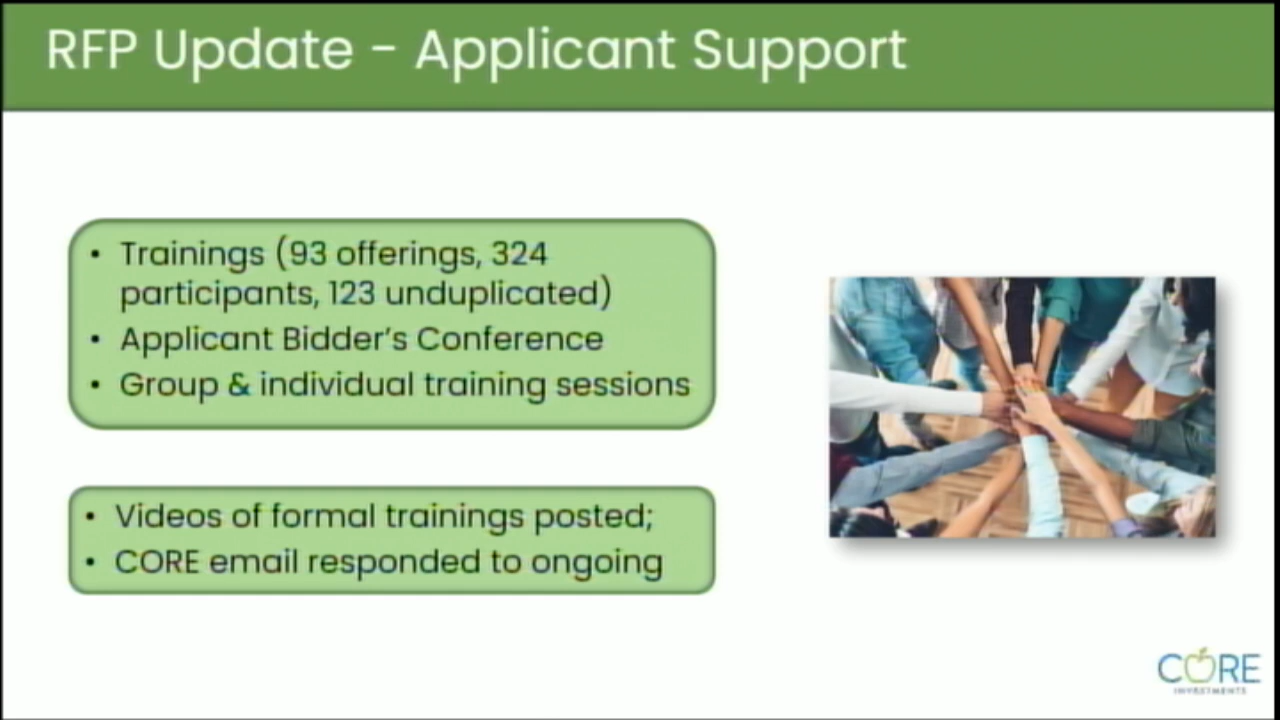 RFP Update - Applicant Support
• Trainings (93 offerings, 324
participants, 123 unduplicated)
• Applicant Bidder's Conference
• Group & individual training sessions
• Videos of formal trainings posted;
• CORE email responded to ongoing
CORE
INVESTMENTS